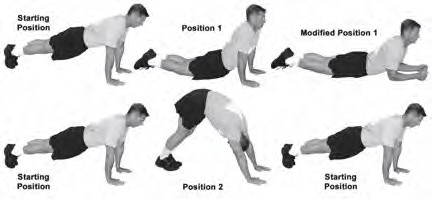 Starting
Position
Position 1
Modified Position 1
Starting
Position
Position 2
Starting
Position